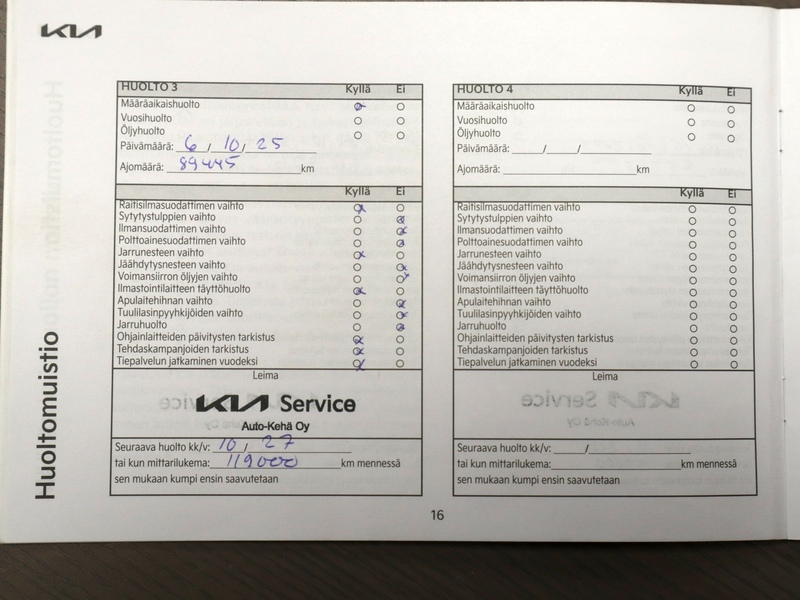 KIA
HUOLTO 3 Kyllä Ei
Määräaikaishuolto
Vuosihuolto
Öljyhuolto
Päivämäärä: 6 / 10 / 25
Ajomäärä: 89445 km
Kyllä Ei
Raitisilmasuodattimen vaihto
Sytytystulppien vaihto
Ilmansuodattimen vaihto
Polttoainesuodattimen vaihto
Jarrunesteen vaihto
Jäähdytysnesteen vaihto
Voimansiirron öljyjen vaihto
Ilmastointilaitteen täyttöhuolto
Apulaitehihnan vaihto
Tuulilasinpyyhkijöiden vaihto
Jarruhuolto
Ohjainlaitteiden päivitysten tarkistus
Tehdaskampanjoiden tarkistus
Tiepalvelun jatkaminen vuodeksi
Leima
KIA Service
Auto-Kehä Oy
Seuraava huolto kk/v: 10 / 27
tai kun mittarilukema: 119000 km mennessä
sen mukaan kumpi ensin saavutetaan
HUOLTO 4 Kyllä Ei
Määräaikaishuolto
Vuosihuolto
Öljyhuolto
Päivämäärä: / /
Ajomäärä: km
Kyllä Ei
Raitisilmasuodattimen vaihto
Sytytystulppien vaihto
Ilmansuodattimen vaihto
Polttoainesuodattimen vaihto
Jarrunesteen vaihto
Jäähdytysnesteen vaihto
Voimansiirron öljyjen vaihto
Ilmastointilaitteen täyttöhuolto
Apulaitehihnan vaihto
Tuulilasinpyyhkijöiden vaihto
Jarruhuolto
Ohjainlaitteiden päivitysten tarkistus
Tehdaskampanjoiden tarkistus
Tiepalvelun jatkaminen vuodeksi
Leima
Seuraava huolto kk/v: /
tai kun mittarilukema: km mennessä
sen mukaan kumpi ensin saavutetaan
Huoltomuistio
16